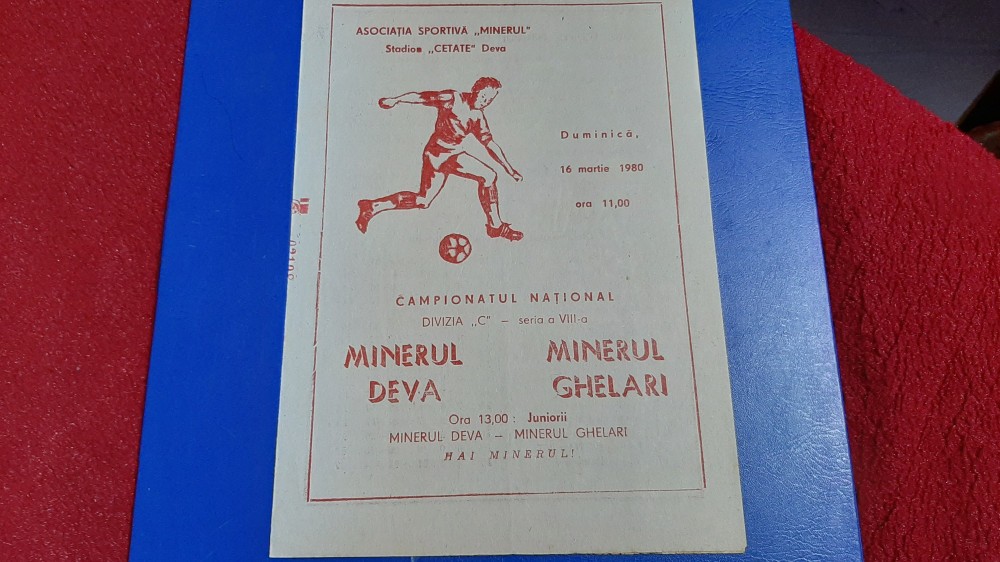 ASOCIAȚIA SPORTIVĂ „MINERUL"
Stadion „CETATE" Deva
Duminică,
16 martie 1980
ora 11,00
CAMPIONATUL NAȚIONAL
DIVIZIA „C" — seria a VIII-a
MINERUL DEVA
MINERUL GHELARI
Ora 13,00 : Juniorii
MINERUL DEVA — MINERUL GHELARI
HAI MINERUL!